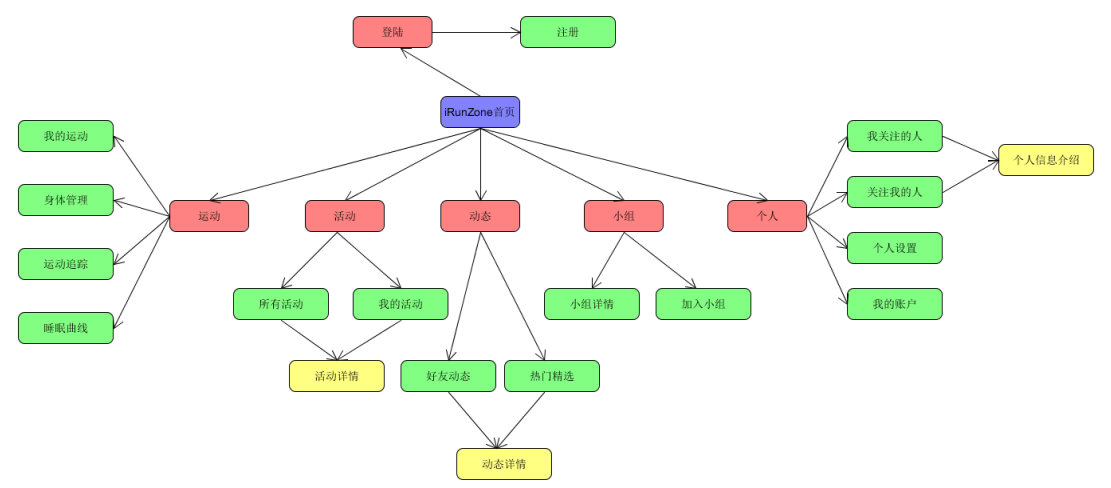 登陆
注册
iRunZone首页
我的运动
我关注的人
个人信息介绍
身体管理
关注我的人
运动
活动
动态
小组
个人
个人设置
运动追踪
所有活动
我的活动
小组详情
加入小组
我的账户
睡眠曲线
活动详情
好友动态
热门精选
动态详情